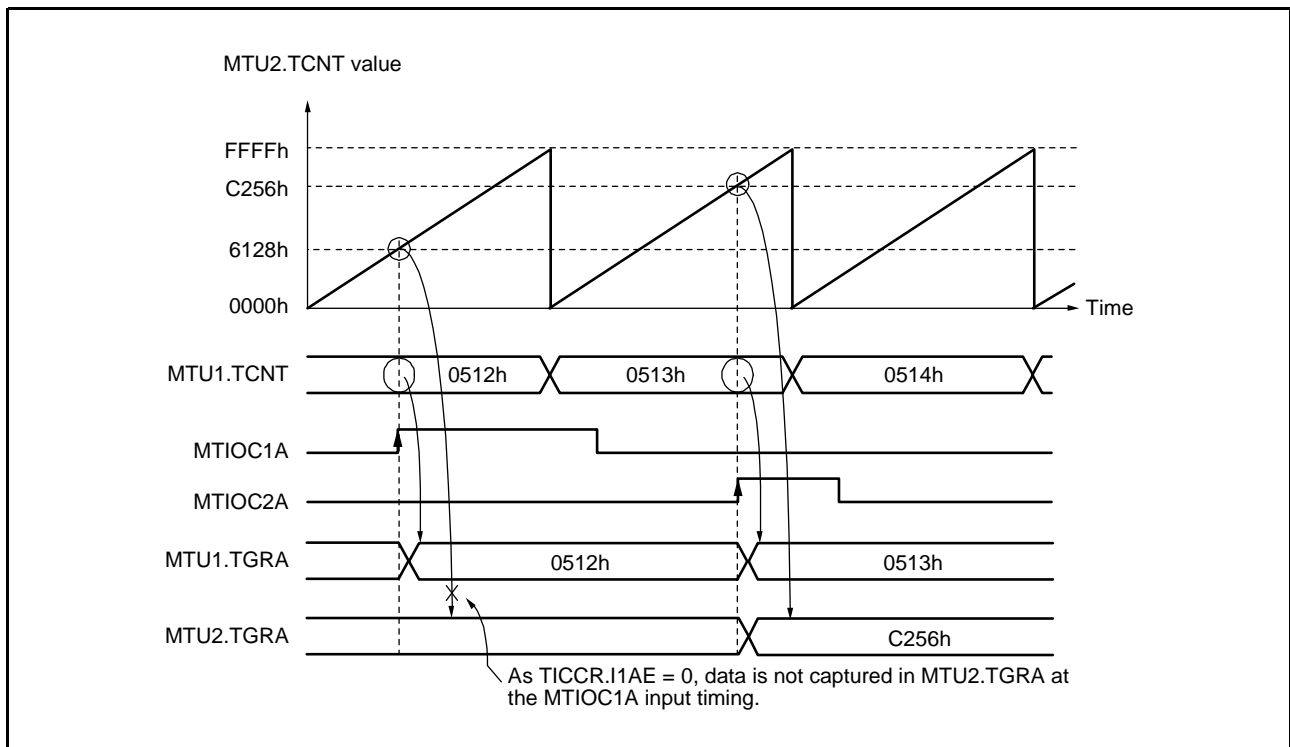 MTU2.TCNT value
FFFFh
C256h
6128h
0000h
Time
MTU1.TCNT
0512h
0513h
0514h
MTIOC1A
MTIOC2A
MTU1.TGRA
0512h
0513h
MTU2.TGRA
C256h
As TICCR.I1AE = 0, data is not captured in MTU2.TGRA at
the MTIOC1A input timing.